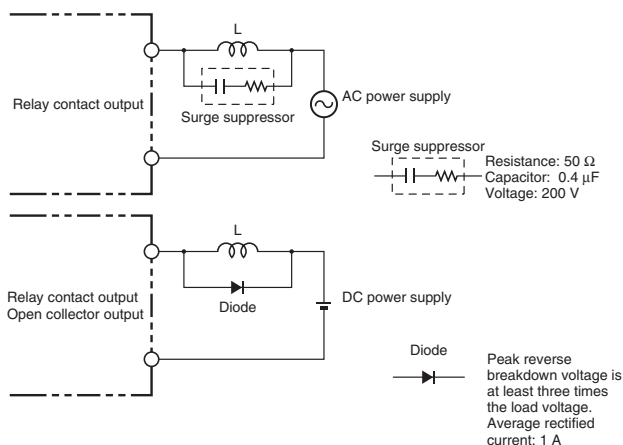 L
Relay contact output
AC power supply
Surge suppressor
Surge suppressor
Resistance: 50 Ω
Capacitor: 0.4 μF
Voltage: 200 V
L
Relay contact output
Open collector output
Diode
DC power supply
Diode
Peak reverse
breakdown voltage is
at least three times
the load voltage.
Average rectified
current: 1 A